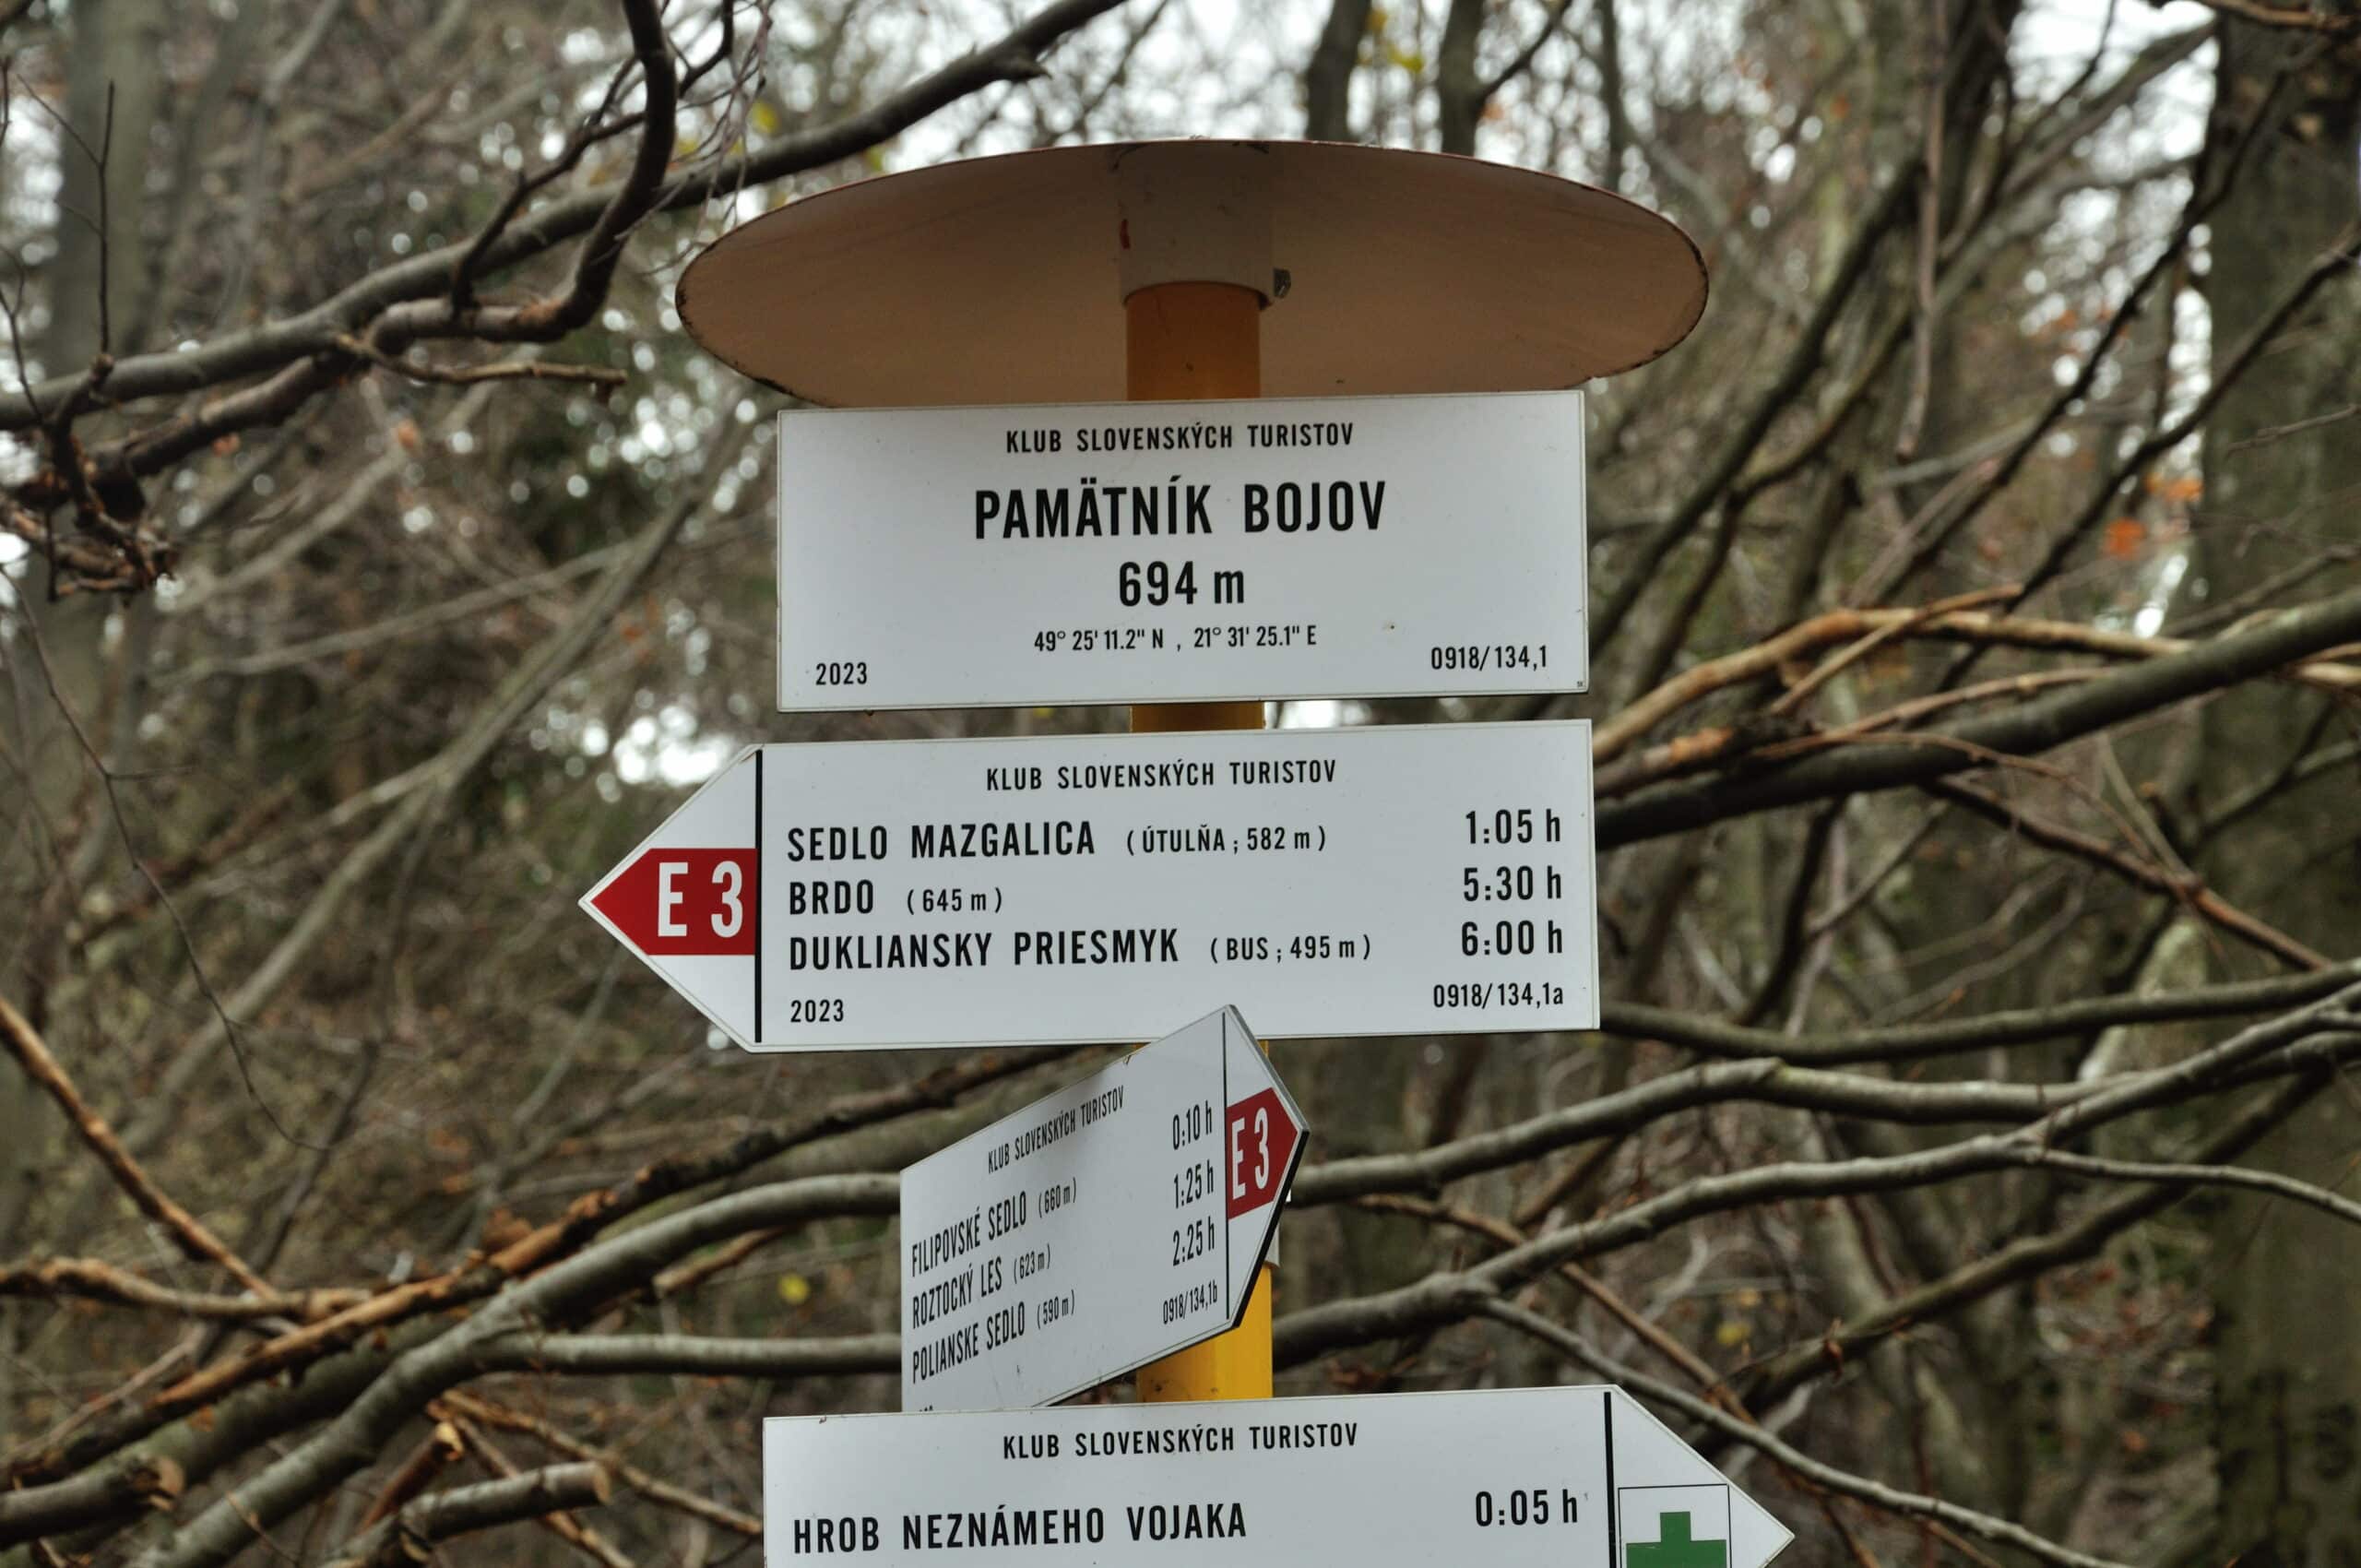 KLUB SLOVENSKÝCH TURISTOV
PAMÄTNÍK BOJOV
694 m
49° 25' 11.2" N , 21° 31' 25.1" E
2023 0918/134,1
KLUB SLOVENSKÝCH TURISTOV
E 3
SEDLO MAZGALICA (ÚTULŇA ; 582 m) 1:05 h
BRDO (645 m) 5:30 h
DUKLIANSKY PRIESMYK (BUS ; 495 m) 6:00 h
2023 0918/134,1a
KLUB SLOVENSKÝCH TURISTOV
FILIPOVSKÉ SEDLO (660 m) 0:10 h
ROZTOCKÝ LES (623 m) 1:25 h
POLIANSKE SEDLO (590 m) 2:25 h
0918/134,1b
E 3
KLUB SLOVENSKÝCH TURISTOV
HROB NEZNÁMEHO VOJAKA 0:05 h